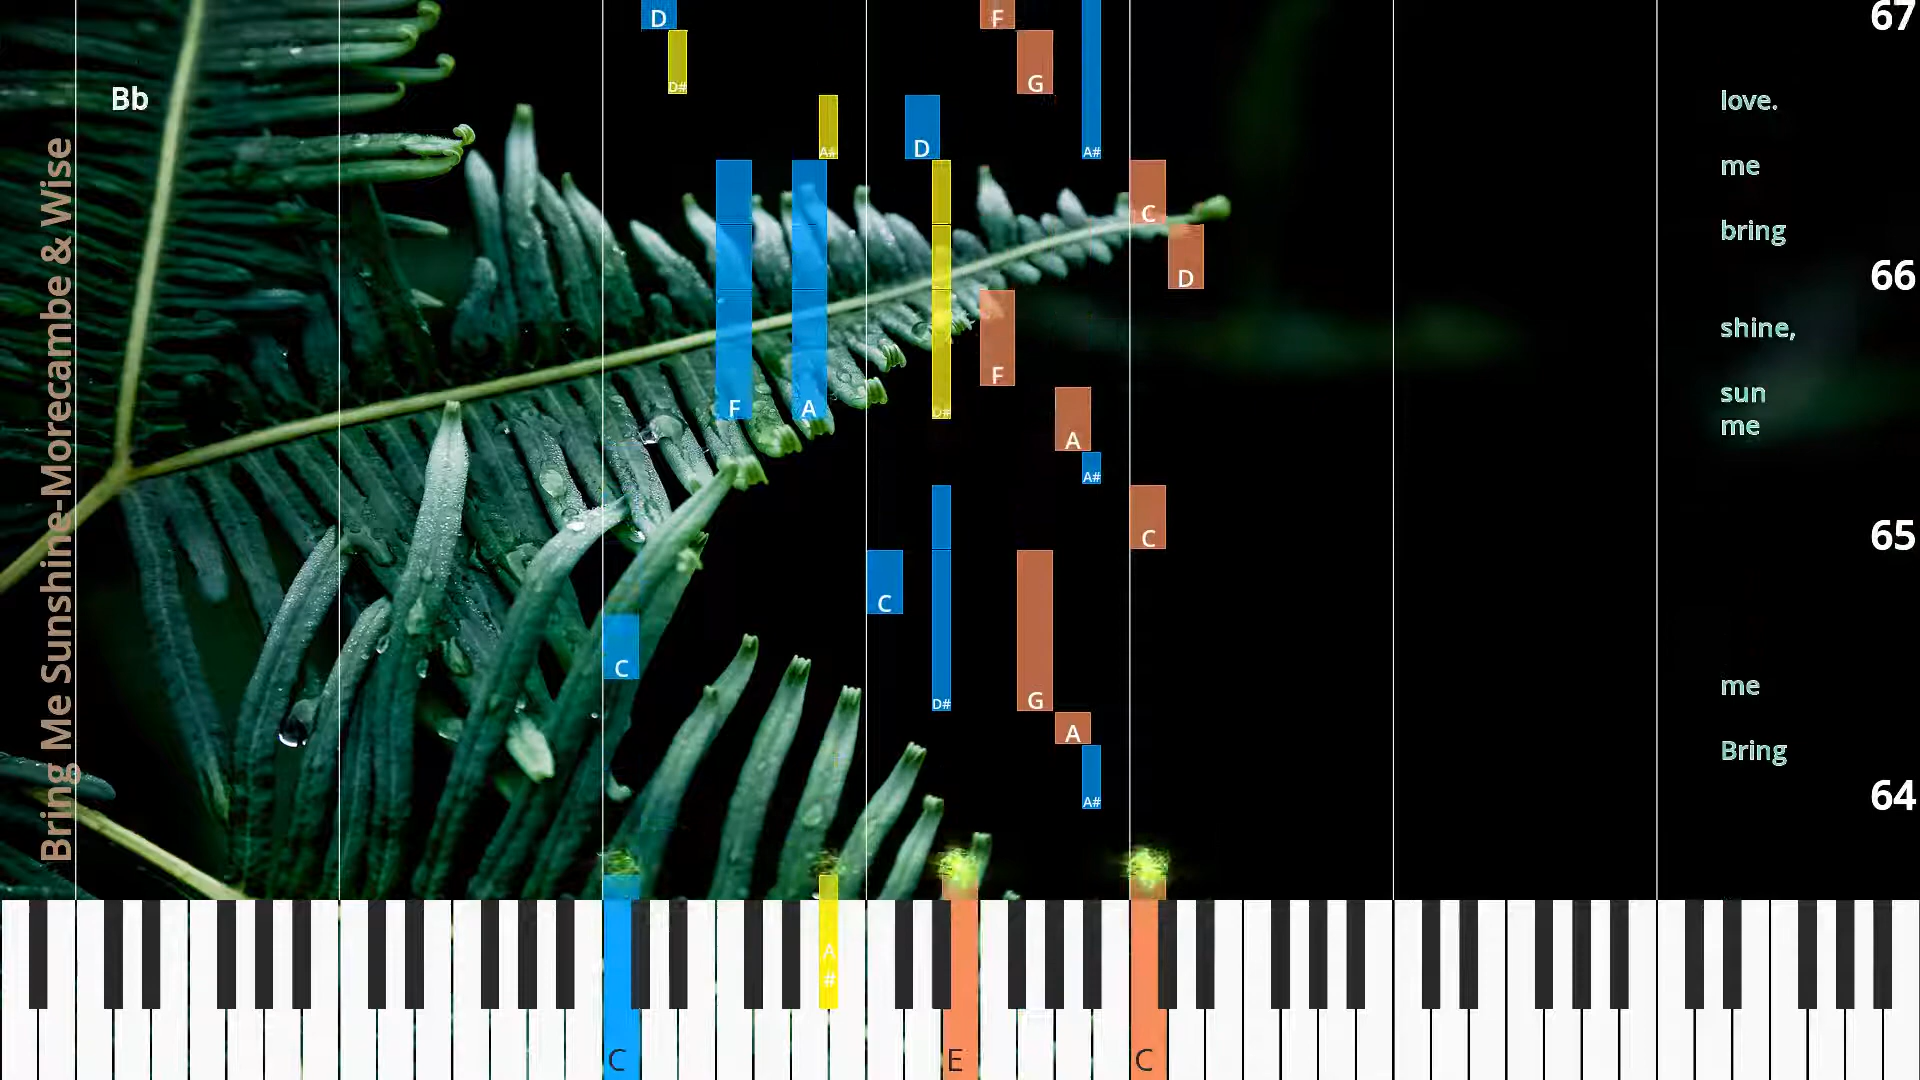 Bring Me Sunshine-Morecambe & Wise
D
F
67
D#
G
Bb
love.
A#
D
A#
me
C
bring
66
D
shine,
F
sun
F
A
D#
me
A
A#
65
C
C
C
me
D#
G
A
Bring
64
A#
A
#
C
E
C